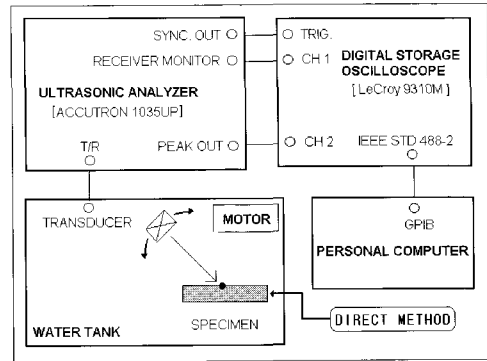 SYNC. OUT
TRIG.
RECEIVER MONITOR
CH 1
DIGITAL STORAGE
OSCILLOSCOPE
[LeCroy 9310M]
ULTRASONIC ANALYZER
[ACCUTRON 1035UP]
T/R
PEAK OUT
CH 2
IEEE STD 488-2
TRANSDUCER
MOTOR
GPIB
PERSONAL COMPUTER
WATER TANK
SPECIMEN
DIRECT METHOD